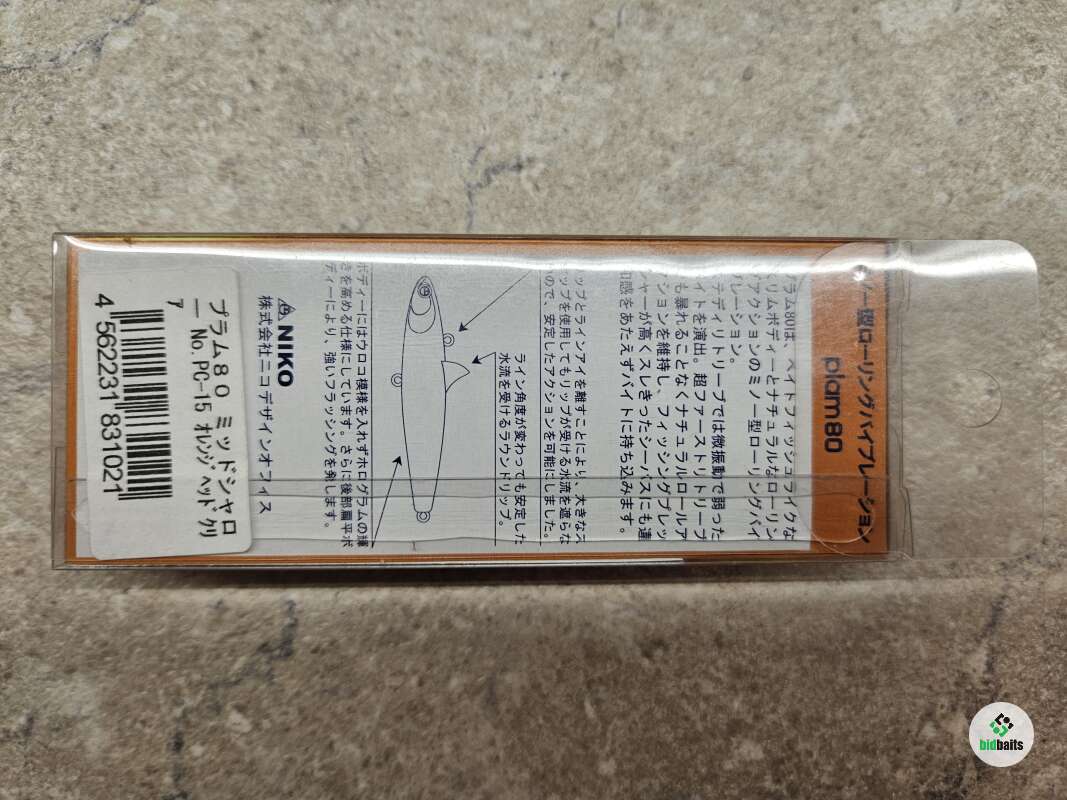 ノー型ローリングバイブレーション
plam80
ラム80は、ベイトフィッシュライクな
リムボディーとナチュラルなローリン
アクションのミノー型ローリングバイ
レーション。
テディリトリーブでは微振動で弱った
イトを演出。超ファーストリトリーブ
も暴れることなくナチュラルロールア
ションを維持し、フィッシングプレッ
ャーが高くスレきったシーバスにも違
和感をあたえずバイトに持ち込みます。
ップとラインアイを離すことにより、大きな
ップを使用してもリップが受ける水流を遮らな
ので、安定したアクションを可能にしました。
ライン角度が変わっても安定した
水流を受けるラウンドリップ。
ボディーにはウロコ模様を入れずホログラムの輝
きを高める仕様にしています。さらに後部扁平ボ
ディーにより、強いフラッシングを発します。
NIKO
株式会社ニコデザインオフィス
プラム80 ミッドシャロ
ー No.PC-15 オレンジヘッドクリ
ア
4 562231 831021
bidbaits